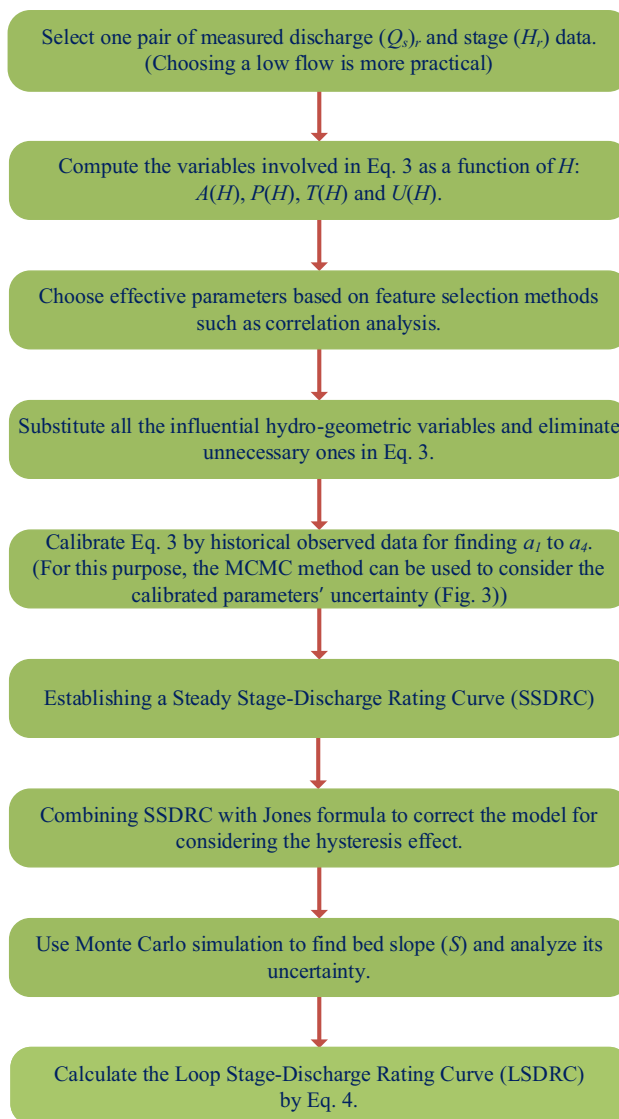 Select one pair of measured discharge (Qs)r and stage (Hr) data.
(Choosing a low flow is more practical)
Compute the variables involved in Eq. 3 as a function of H:
A(H), P(H), T(H) and U(H).
Choose effective parameters based on feature selection methods
such as correlation analysis.
Substitute all the influential hydro-geometric variables and eliminate
unnecessary ones in Eq. 3.
Calibrate Eq. 3 by historical observed data for finding a1 to a4.
(For this purpose, the MCMC method can be used to consider the
calibrated parameters' uncertainty (Fig. 3))
Establishing a Steady Stage-Discharge Rating Curve (SSDRC)
Combining SSDRC with Jones formula to correct the model for
considering the hysteresis effect.
Use Monte Carlo simulation to find bed slope (S) and analyze its
uncertainty.
Calculate the Loop Stage-Discharge Rating Curve (LSDRC)
by Eq. 4.